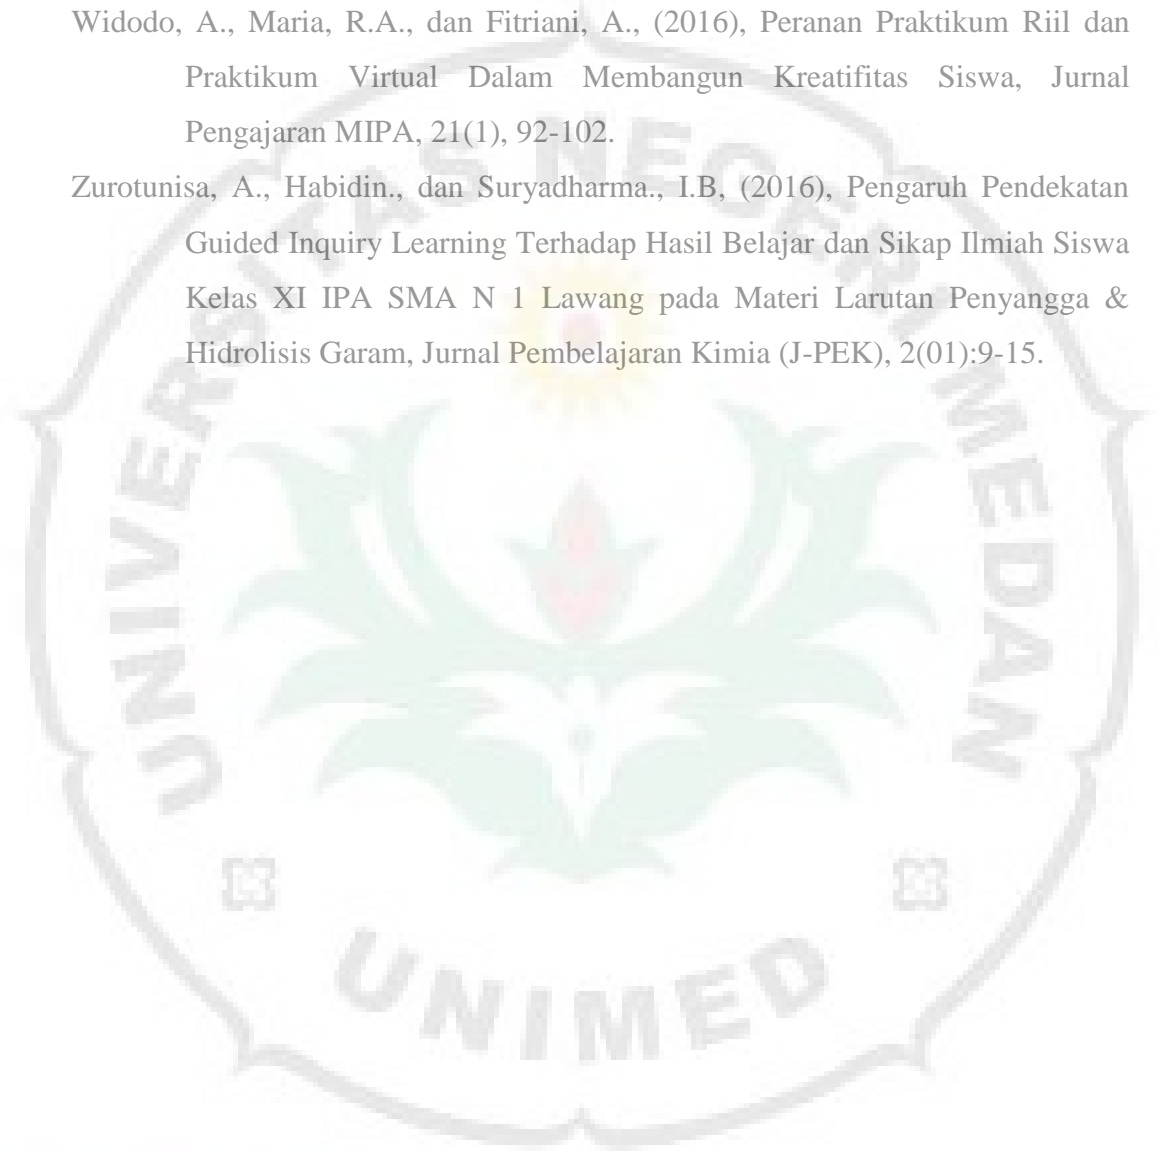 Widodo, A., Maria, R.A., dan Fitriani, A., (2016), Peranan Praktikum Riil dan
Praktikum Virtual Dalam Membangun Kreatifitas Siswa, Jurnal
Pengajaran MIPA, 21(1), 92-102.
Zurotunisa, A., Habidin., dan Suryadharma., I.B, (2016), Pengaruh Pendekatan
Guided Inquiry Learning Terhadap Hasil Belajar dan Sikap Ilmiah Siswa
Kelas XI IPA SMA N 1 Lawang pada Materi Larutan Penyangga &
Hidrolisis Garam, Jurnal Pembelajaran Kimia (J-PEK), 2(01):9-15.
UNIVERSITAS NEGERI MEDAN
UNIMED